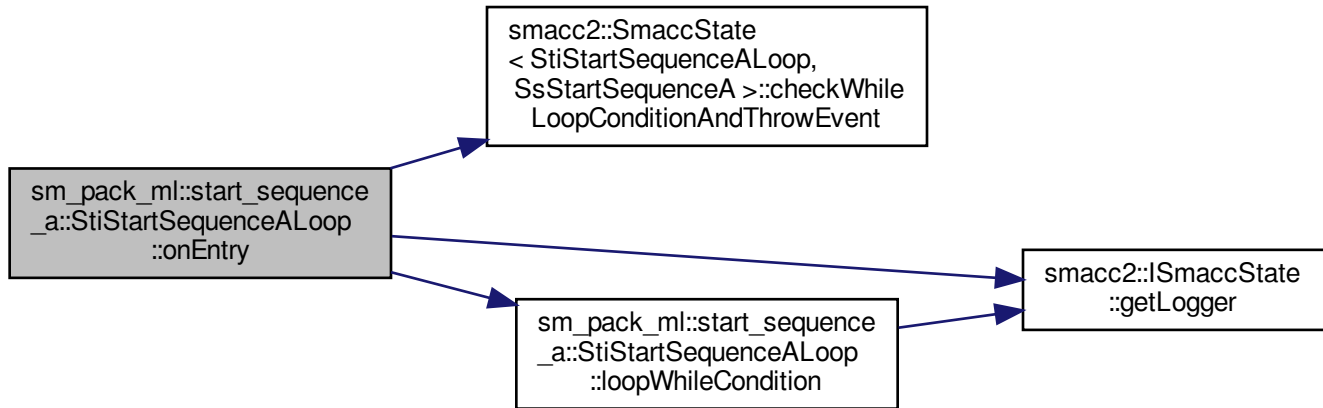 smacc2::SmaccState
< StiStartSequenceALoop,
SsStartSequenceA >::checkWhile
LoopConditionAndThrowEvent
sm_pack_ml::start_sequence
_a::StiStartSequenceALoop
::onEntry
smacc2::ISmaccState
::getLogger
sm_pack_ml::start_sequence
_a::StiStartSequenceALoop
::loopWhileCondition